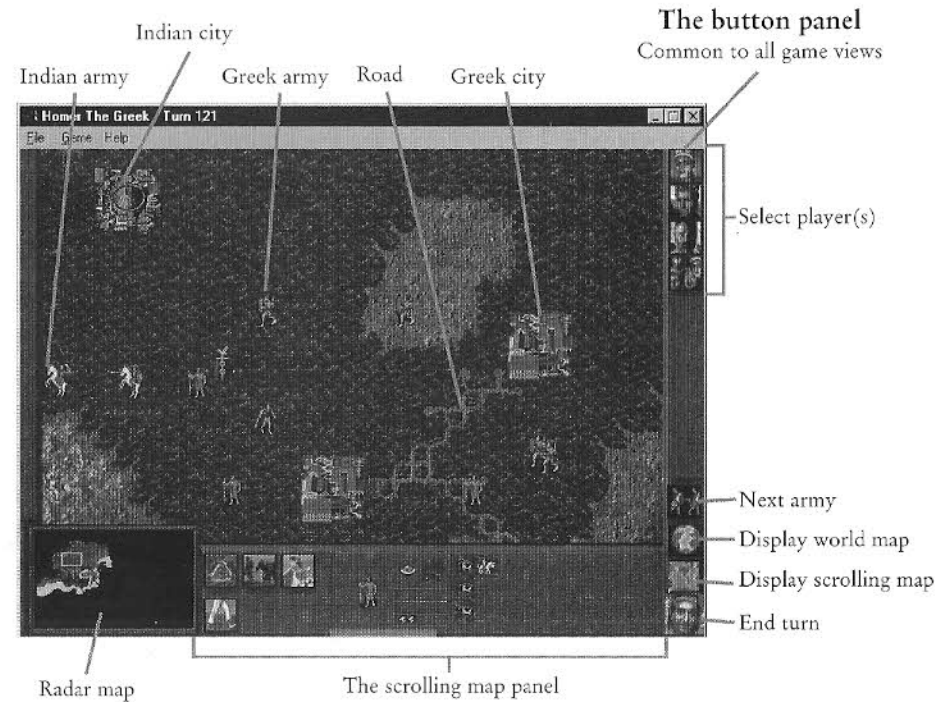 The button panel
Common to all game views
Indian city
Indian army
Greek army
Road
Greek city
Homer The Greek Turn 121
File Game Help
Select player(s)
Next army
Display world map
Display scrolling map
End turn
Radar map
The scrolling map panel